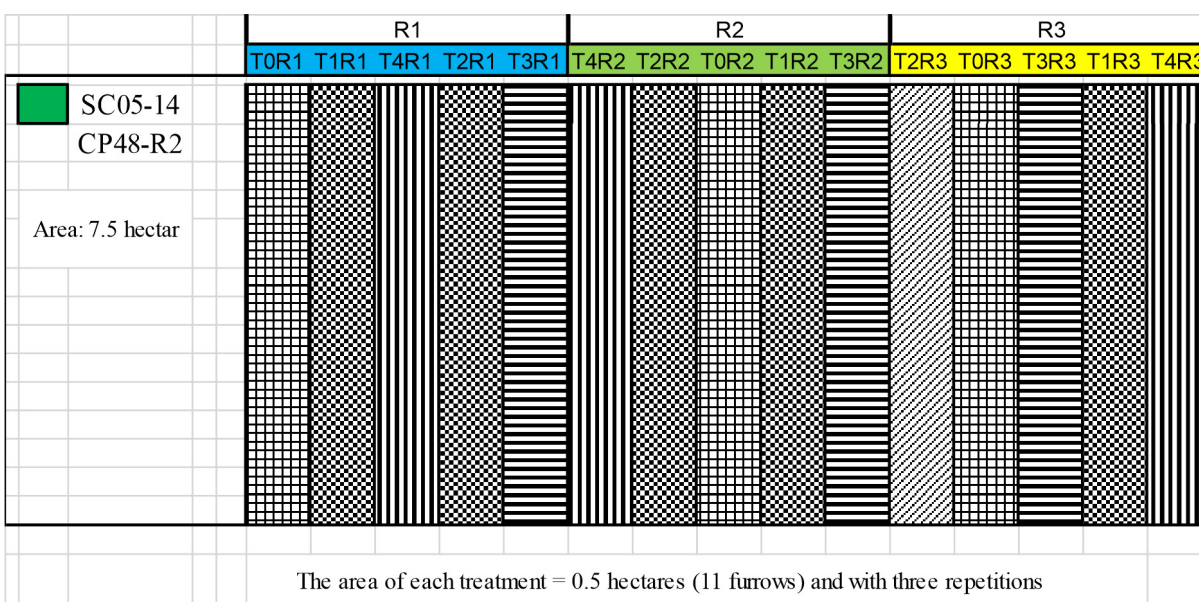 R1 R2 R3
T0R1 T1R1 T4R1 T2R1 T3R1 T4R2 T2R2 T0R2 T1R2 T3R2 T2R3 T0R3 T3R3 T1R3 T4R3
SC05-14
CP48-R2
Area: 7.5 hectar
The area of each treatment = 0.5 hectares (11 furrows) and with three repetitions